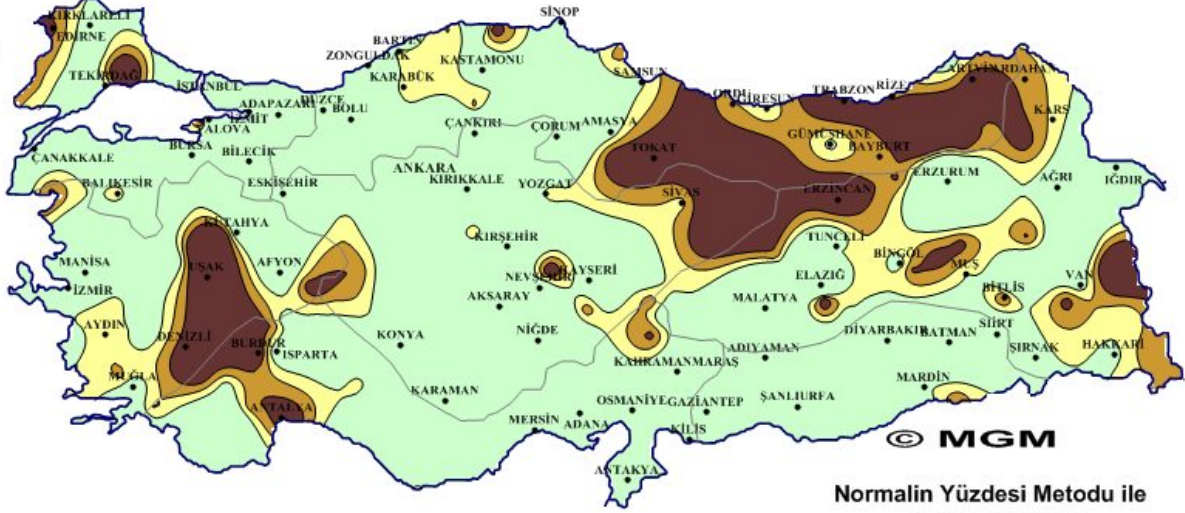 SİNOP
KIRKLARELİ
EDİRNE
BARTIN
ZONGULDAK
KASTAMONU
KARABÜK
TEKİRDAĞ
İSTANBUL
SAMSUN
ARTVİN
ARDAHAN
RİZE
TRABZON
ORDU
GİRESUN
ADAPAZARI
DÜZCE
BOLU
İZMİT
YALOVA
KARS
ÇANKIRI
ÇORUM
AMASYA
GÜMÜŞHANE
BAYBURT
ÇANAKKALE
BURSA
BİLECİK
ANKARA
TOKAT
ERZURUM
BALIKESİR
ESKİŞEHİR
KIRIKKALE
YOZGAT
SİVAS
ERZİNCAN
AĞRI
IĞDIR
KÜTAHYA
KIRŞEHİR
TUNCELİ
BİNGÖL
MUŞ
MANİSA
UŞAK
AFYON
NEVŞEHİR
KAYSERİ
ELAZIĞ
VAN
İZMİR
AKSARAY
MALATYA
BİTLİS
AYDIN
DENİZLİ
BURDUR
ISPARTA
KONYA
NİĞDE
DİYARBAKIR
BATMAN
SİİRT
ŞIRNAK
HAKKARİ
KAHRAMANMARAŞ
ADIYAMAN
MUĞLA
KARAMAN
MARDİN
ANTALYA
MERSİN
ADANA
OSMANİYE
GAZİANTEP
ŞANLIURFA
KİLİS
ANTAKYA
© MGM
Normalin Yüzdesi Metodu ile